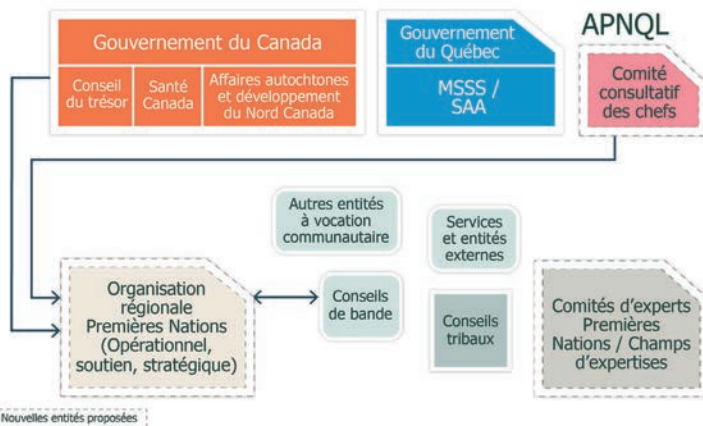 Gouvernement du Canada
Conseil
du trésor
Santé
Canada
Affaires autochtones
et développement
du Nord Canada
Gouvernement
du Québec
MSSS /
SAA
APNQL
Comité
consultatif
des chefs
Autres entités
à vocation
communautaire
Services
et entités
externes
Organisation
régionale
Premières Nations
(Opérationnel,
soutien, stratégique)
Conseils
de bande
Conseils
tribaux
Comités d'experts
Premières
Nations / Champs
d'expertises
Nouvelles entités proposées